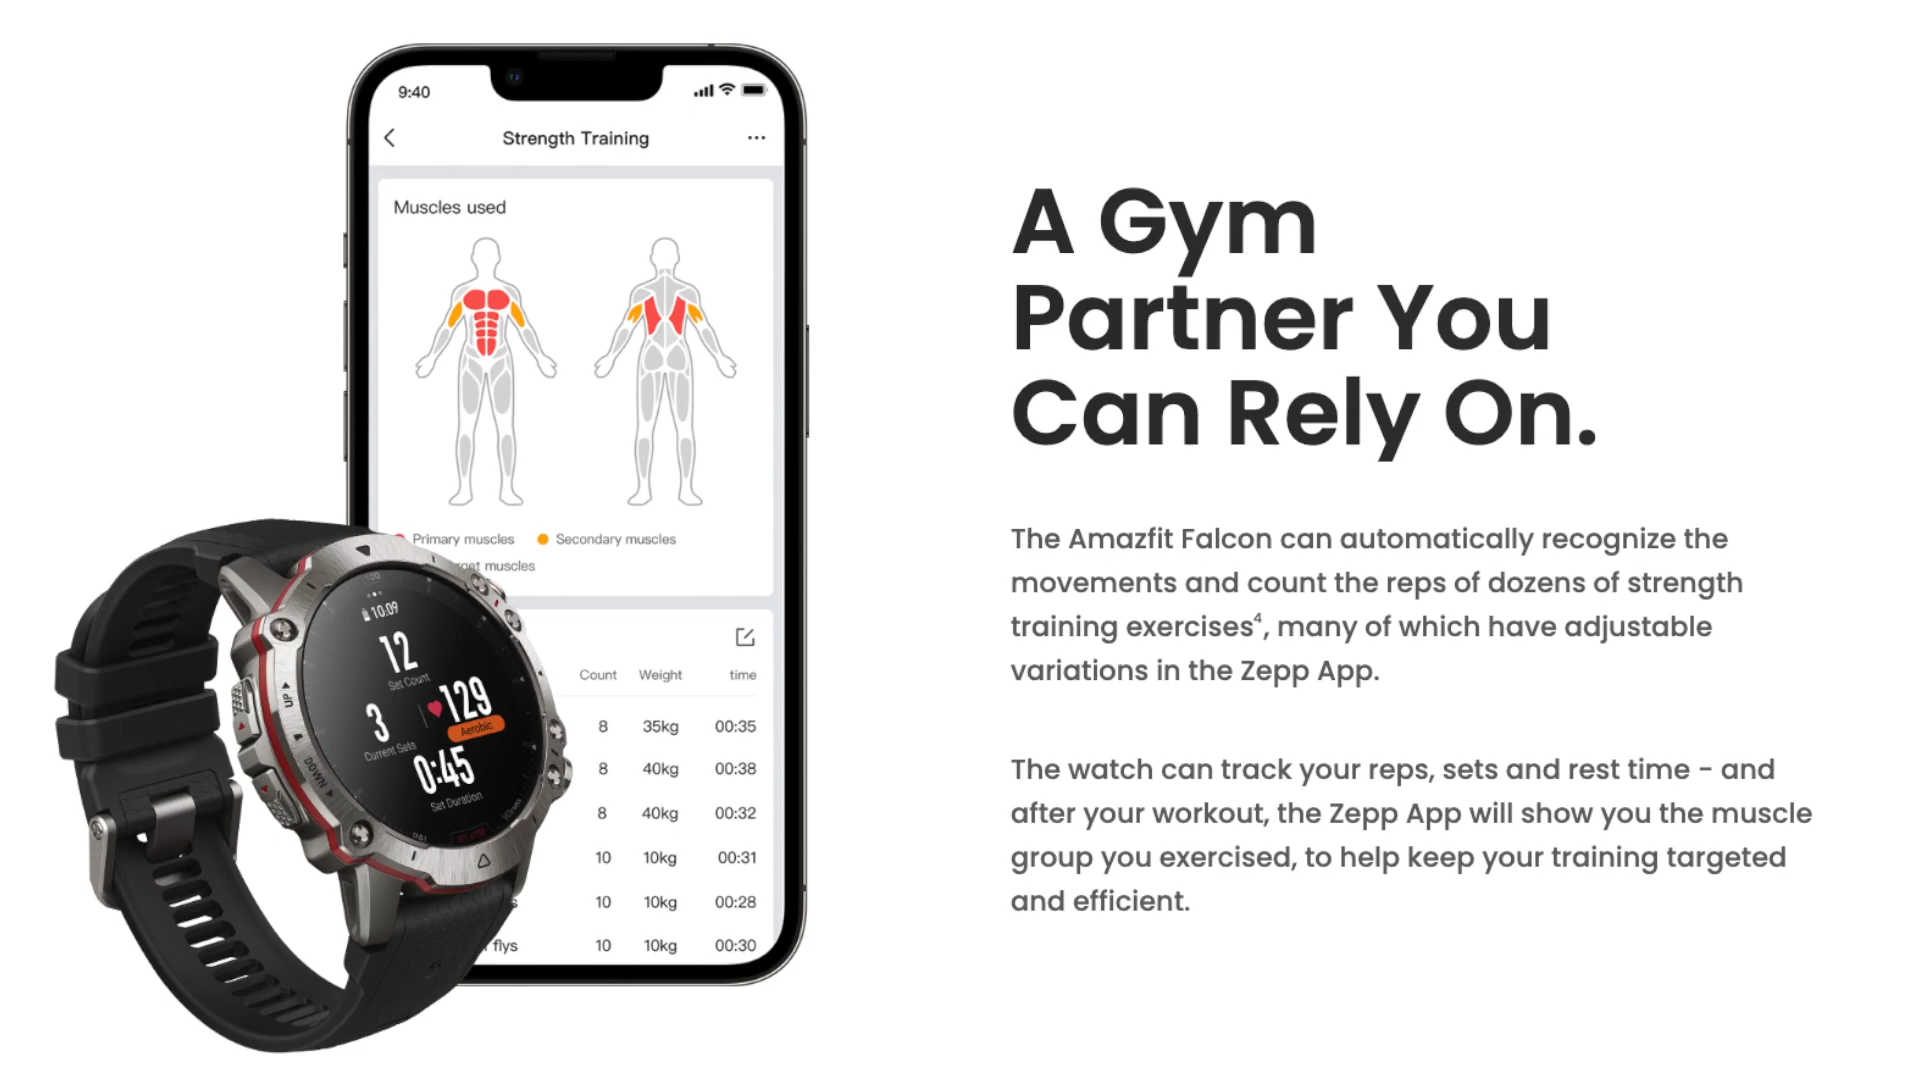 9:40
Strength Training
Muscles used
Primary muscles
Secondary muscles
muscles
Count Weight time
8 35kg 00:35
8 40kg 00:38
8 40kg 00:32
10 10kg 00:31
10 10kg 00:28
flys 10 10kg 00:30
100
10:09
12
Set Count
3
Current Sets
129
Aerobic
0:45
Set Duration
PAI
VO₂max
UP
DOWN
A Gym
Partner You
Can Rely On.
The Amazfit Falcon can automatically recognize the
movements and count the reps of dozens of strength
training exercises⁴, many of which have adjustable
variations in the Zepp App.
The watch can track your reps, sets and rest time - and
after your workout, the Zepp App will show you the muscle
group you exercised, to help keep your training targeted
and efficient.